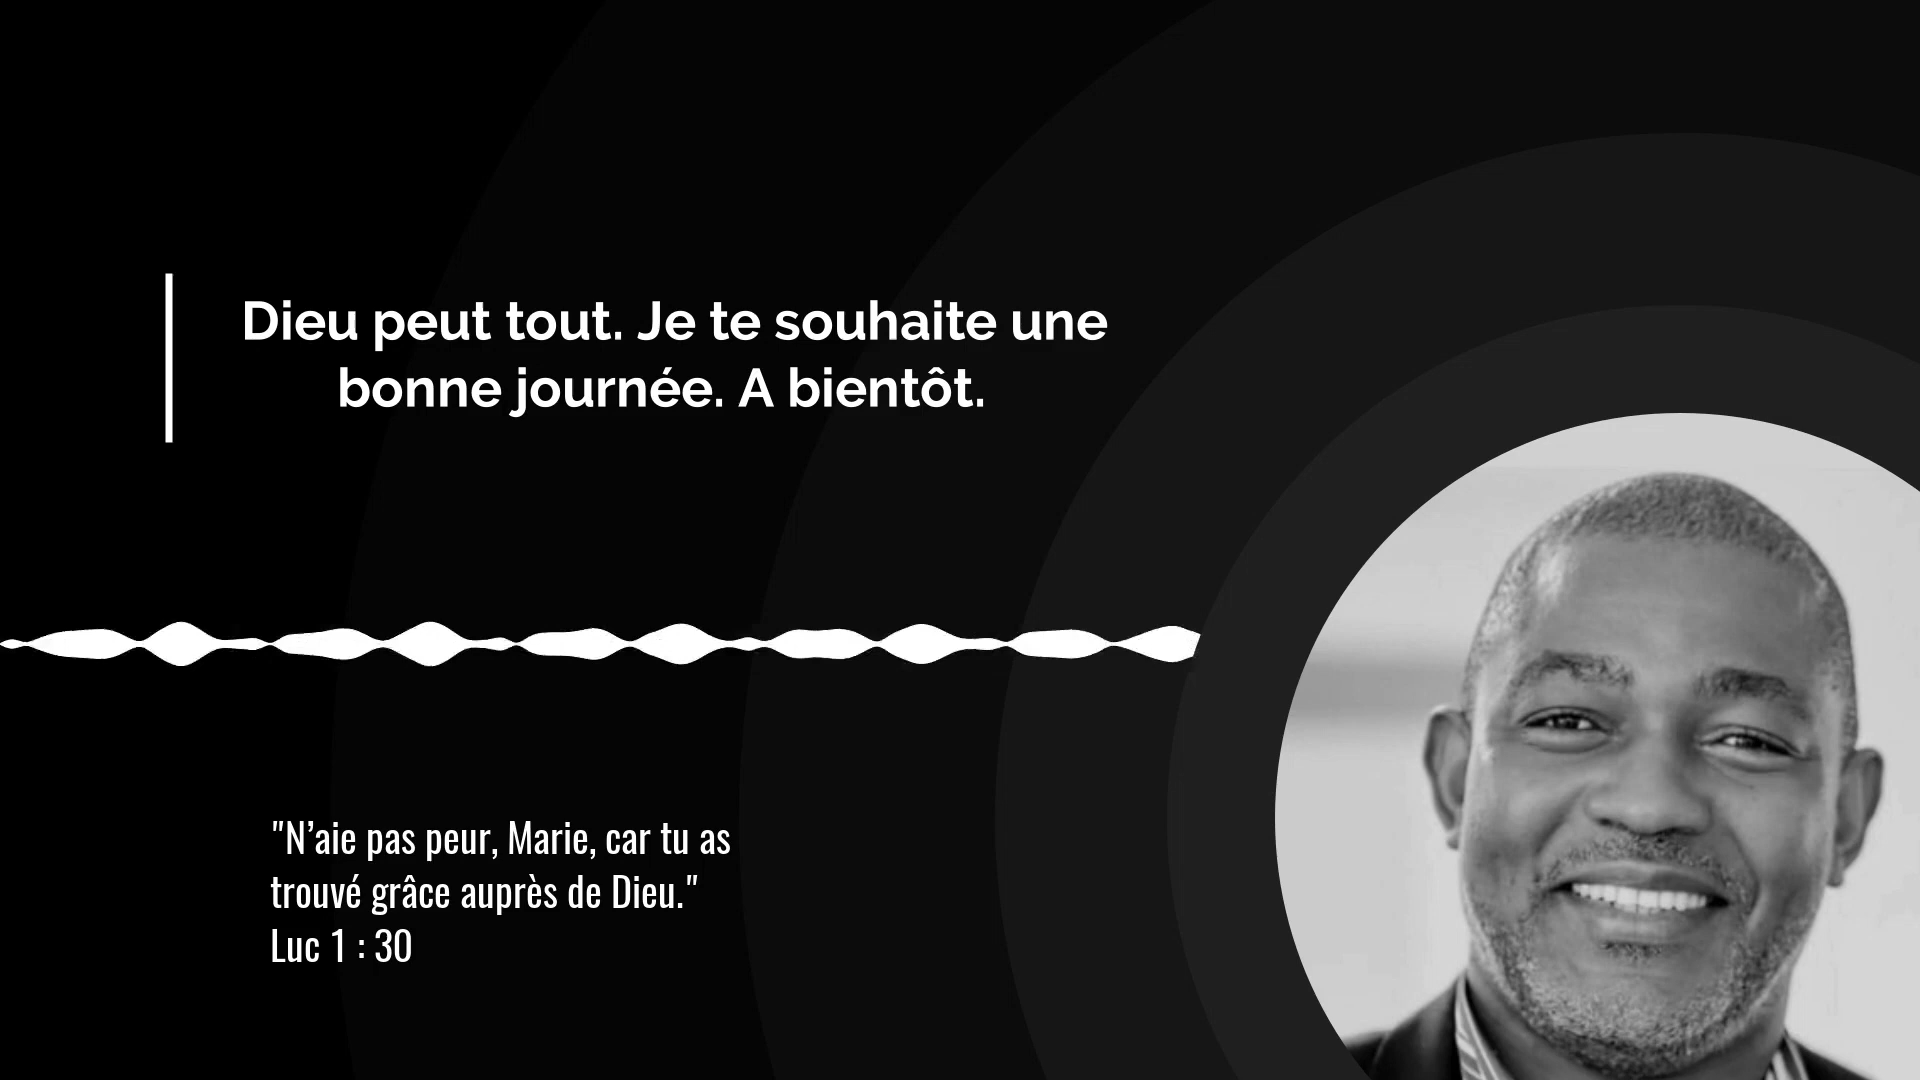 Dieu peut tout. Je te souhaite une
bonne journée. A bientôt.
"N’aie pas peur, Marie, car tu as
trouvé grâce auprès de Dieu."
Luc 1 : 30